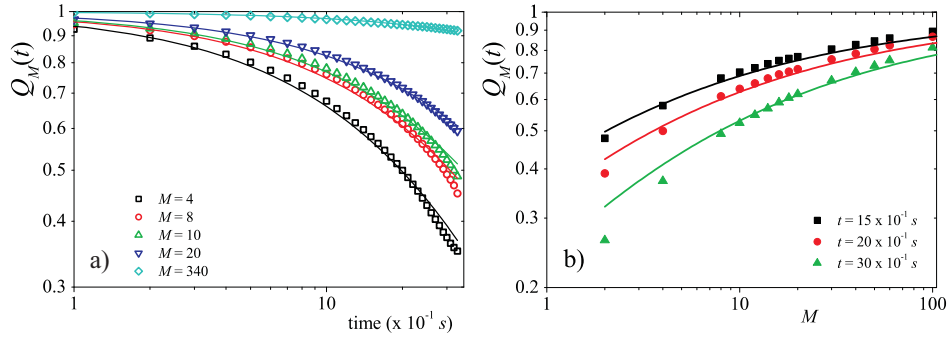 Q_M(t)
1
0.9
0.8
0.7
0.6
0.5
0.4
0.3
M = 4
M = 8
M = 10
M = 20
M = 340
a)
1
10
time (x 10⁻¹ s)
Q_M(t)
1
0.9
0.8
0.7
0.6
0.5
0.4
0.3
0.2
t = 15 x 10⁻¹ s
t = 20 x 10⁻¹ s
t = 30 x 10⁻¹ s
b)
1
10
100
M